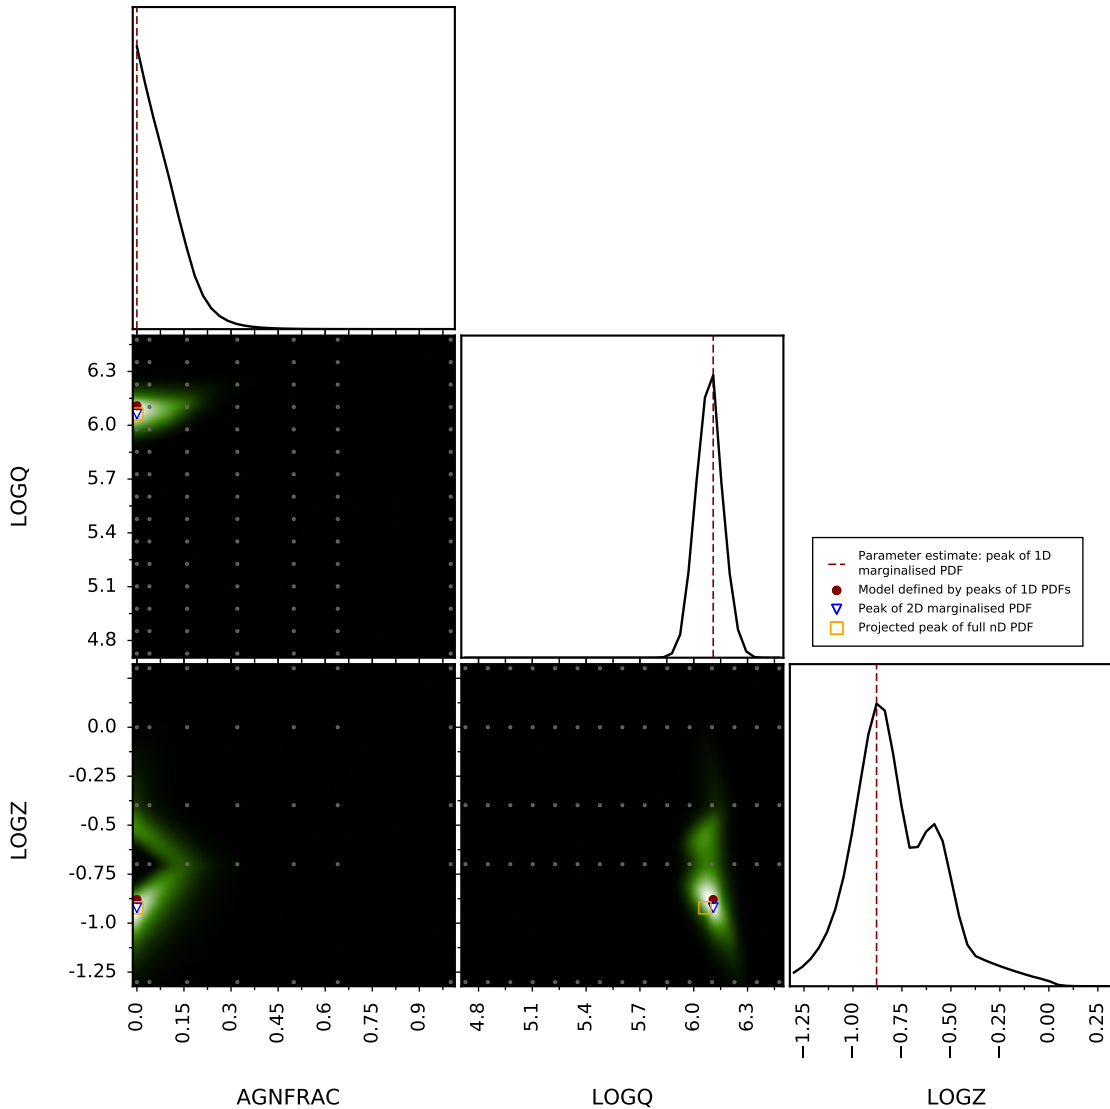 6.3
6.0
5.7
5.4
5.1
4.8
LOGQ
Parameter estimate: peak of 1D
marginalised PDF
Model defined by peaks of 1D PDFs
Peak of 2D marginalised PDF
Projected peak of full nD PDF
0.0
-0.25
-0.5
-0.75
-1.0
-1.25
LOGZ
0.0 0.15 0.3 0.45 0.6 0.75 0.9
4.8 5.1 5.4 5.7 6.0 6.3
−1.25 −1.00 −0.75 −0.50 −0.25 0.00 0.25
AGNFRAC LOGQ LOGZ